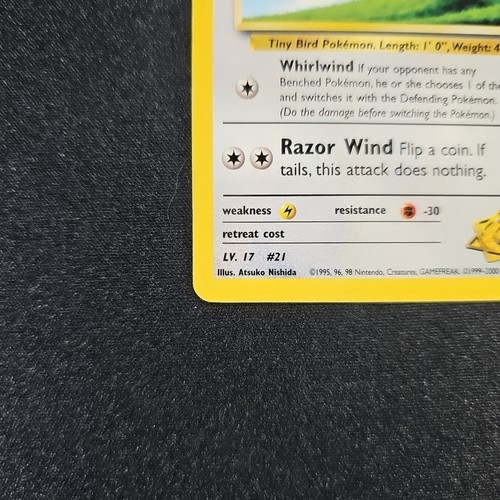 Tiny Bird Pokémon. Length: 1' 0", Weight: 4
Whirlwind If your opponent has any
Benched Pokémon, he or she chooses 1 of the
and switches it with the Defending Pokémon.
(Do the damage before switching the Pokémon.)
Razor Wind Flip a coin. If
tails, this attack does nothing.
weakness resistance -30
retreat cost
LV. 17 #21
Illus. Atsuko Nishida ©1995, 96, 98 Nintendo, Creatures, GAMEFREAK. ©1999-2000